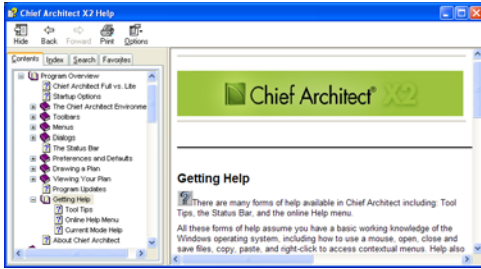 Chief Architect X2 Help
Hide Back Forward Print Options
Contents Index Search Favorites
Program Overview
Chief Architect Full vs. Lite
Startup Options
The Chief Architect Environme
Toolbars
Menus
Dialogs
The Status Bar
Preferences and Defaults
Drawing a Plan
Viewing Your Plan
Program Updates
Getting Help
Tool Tips
Online Help Menu
Current Mode Help
About Chief Architect
Chief Architect® X2
Getting Help
There are many forms of help available in Chief Architect including: Tool
Tips, the Status Bar, and the online Help menu.
All these forms of help assume you have a basic working knowledge of the
Windows operating system, including how to use a mouse, open, close and
save files, copy, paste, and right-click to access contextual menus. Help also